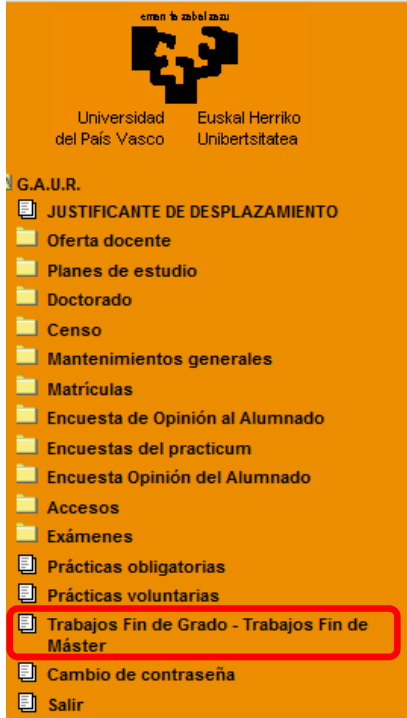 eman ta zabal zazu
Universidad Euskal Herriko
del País Vasco Unibertsitatea
G.A.U.R.
JUSTIFICANTE DE DESPLAZAMIENTO
Oferta docente
Planes de estudio
Doctorado
Censo
Mantenimientos generales
Matrículas
Encuesta de Opinión al Alumnado
Encuestas del practicum
Encuesta Opinión del Alumnado
Accesos
Exámenes
Prácticas obligatorias
Prácticas voluntarias
Trabajos Fin de Grado - Trabajos Fin de
Máster
Cambio de contraseña
Salir